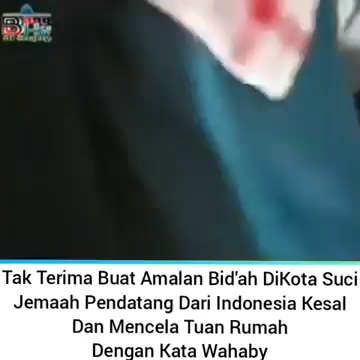 Tak Terima Buat Amalan Bid'ah DiKota Suci
Jemaah Pendatang Dari Indonesia Kesal
Dan Mencela Tuan Rumah
Dengan Kata Wahaby